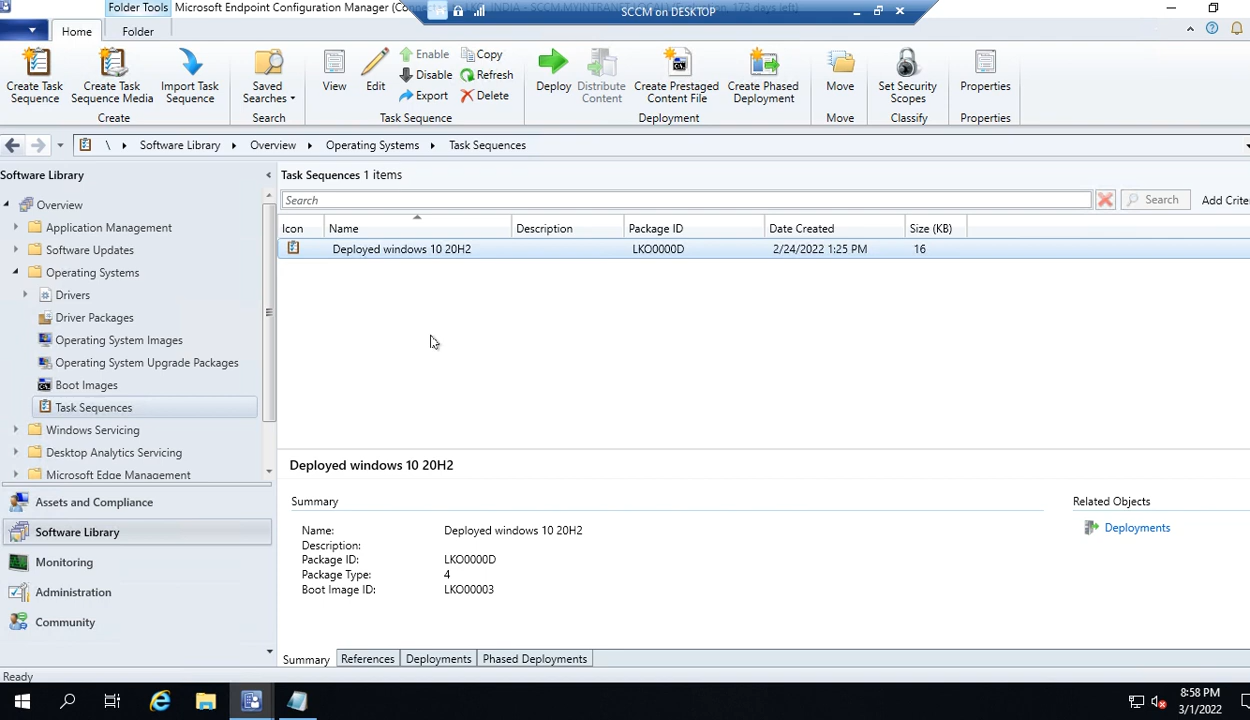 Folder Tools Microsoft Endpoint Configuration Manager
SCCM on DESKTOP
Home Folder
Create Task Sequence
Create Task Sequence Media
Import Task Sequence
Create
Saved Searches
Search
View
Edit
Enable
Disable
Export
Copy
Refresh
Delete
Task Sequence
Deploy
Distribute Content
Create Prestaged Content File
Create Phased Deployment
Deployment
Move
Move
Set Security Scopes
Classify
Properties
Properties
\ Software Library Overview Operating Systems Task Sequences
Software Library
Overview
Application Management
Software Updates
Operating Systems
Drivers
Driver Packages
Operating System Images
Operating System Upgrade Packages
Boot Images
Task Sequences
Windows Servicing
Desktop Analytics Servicing
Microsoft Edge Management
Assets and Compliance
Software Library
Monitoring
Administration
Community
Task Sequences 1 items
Search
Search
Add Crite
Icon Name Description Package ID Date Created Size (KB)
Deployed windows 10 20H2 LKO0000D 2/24/2022 1:25 PM 16
Deployed windows 10 20H2
Summary
Name: Deployed windows 10 20H2
Description:
Package ID: LKO0000D
Package Type: 4
Boot Image ID: LKO00003
Related Objects
Deployments
Summary References Deployments Phased Deployments
Ready
8:58 PM
3/1/2022